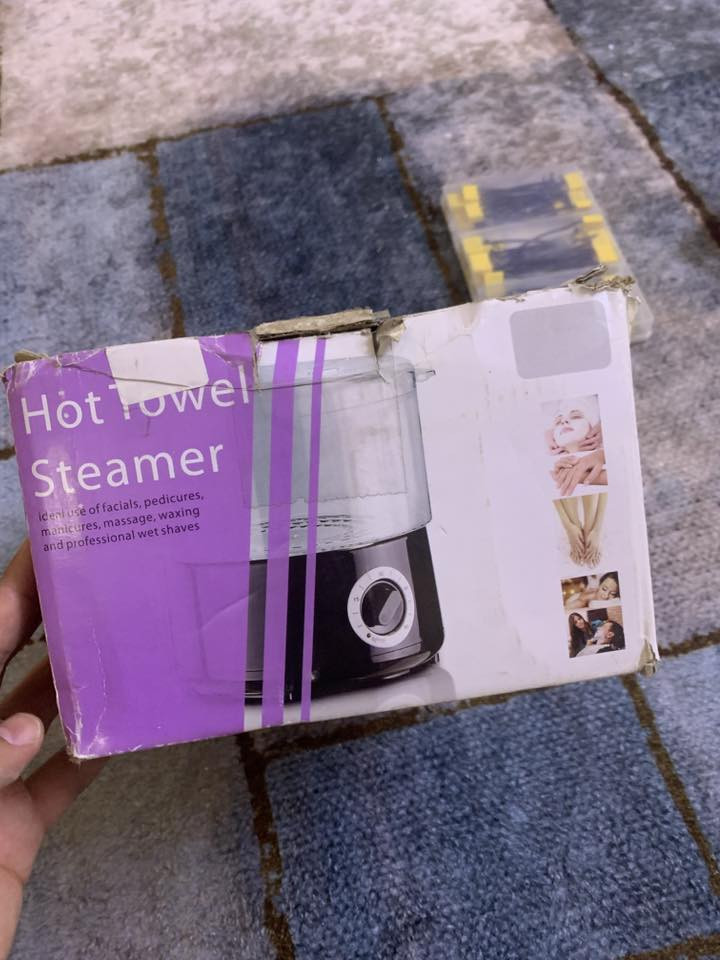 Hot Towel
Steamer
ideal use of facials, pedicures,
manicures, massage, waxing
and professional wet shaves